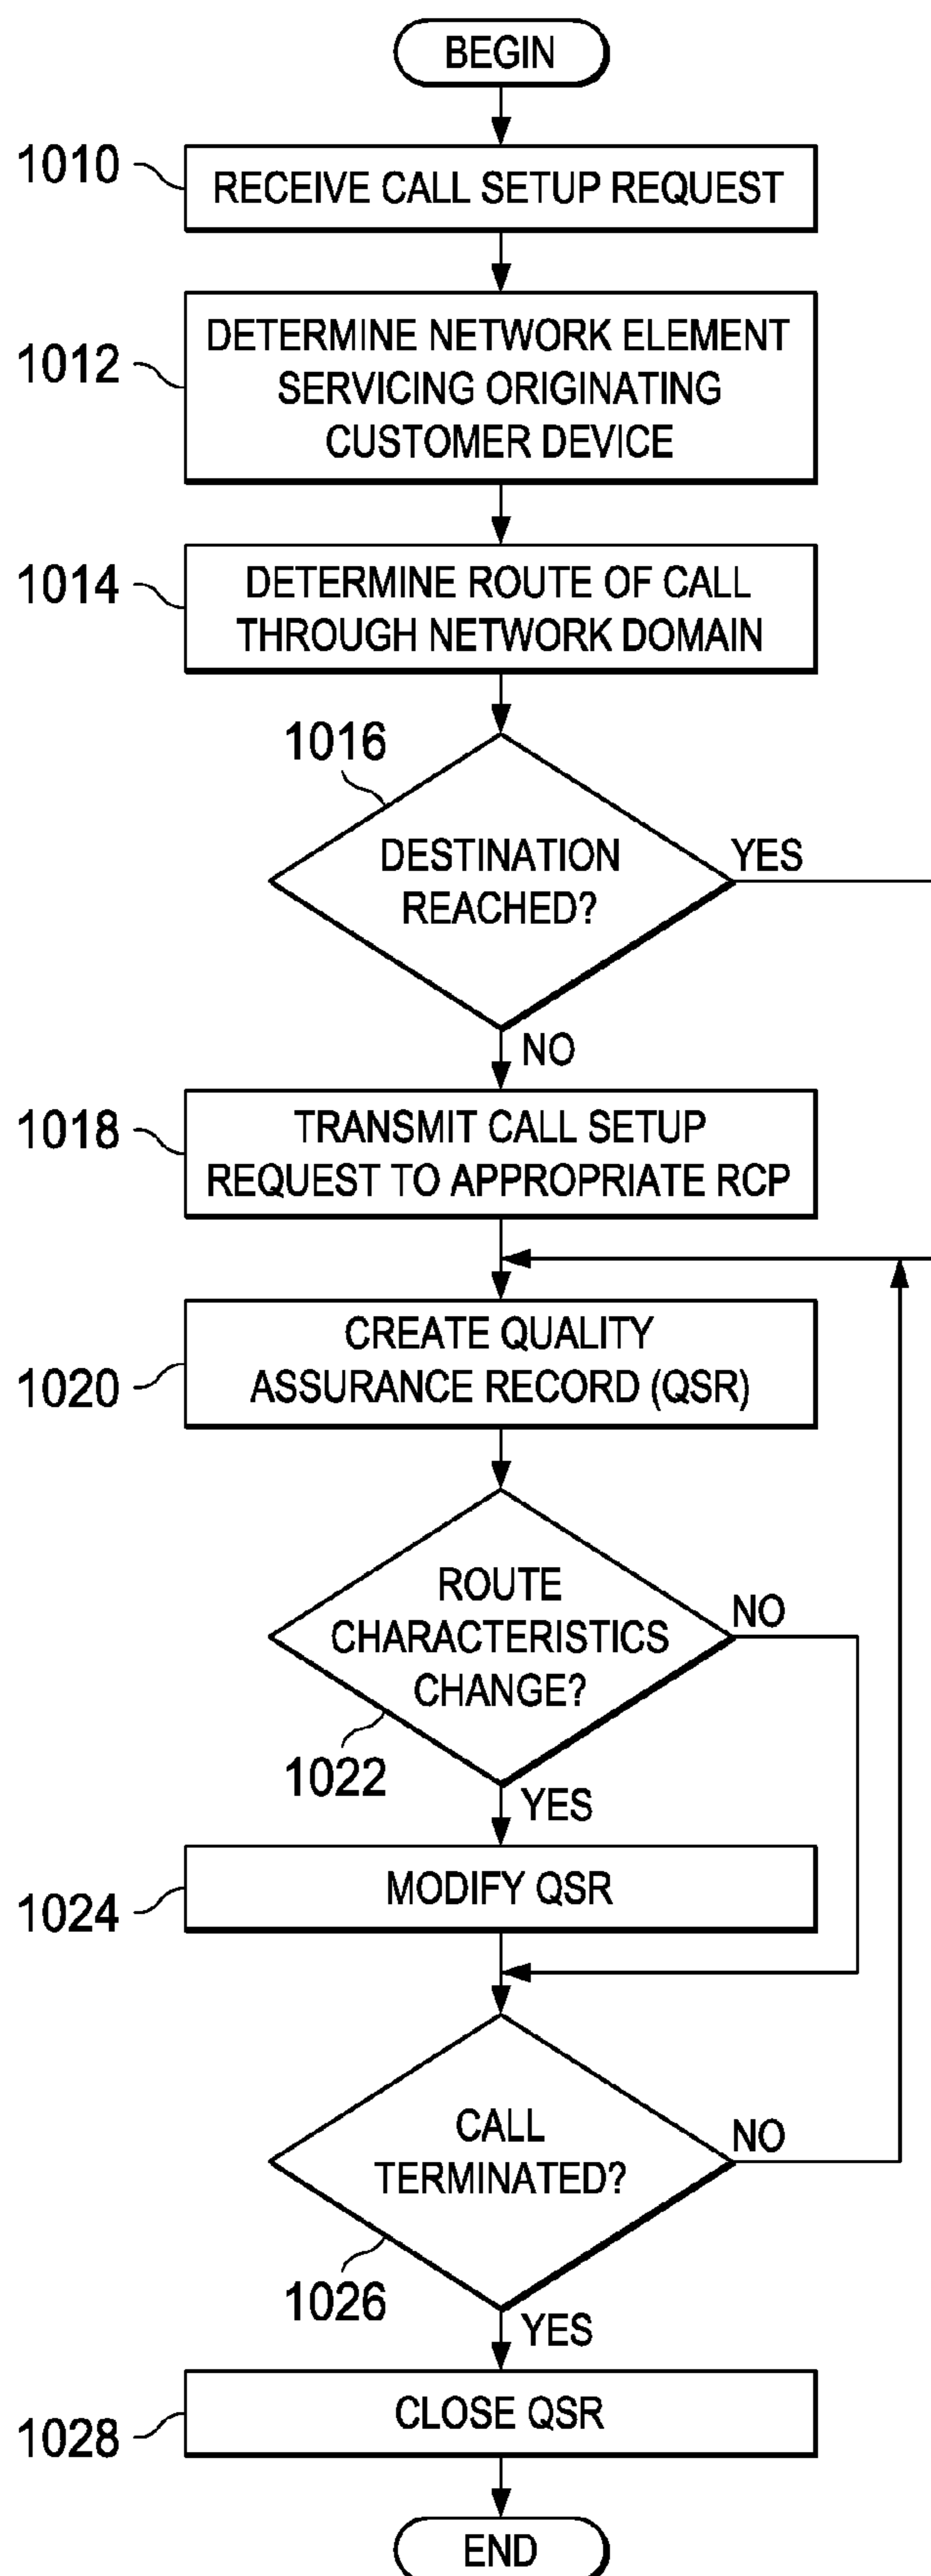 BEGIN
1010
RECEIVE CALL SETUP REQUEST
1012
DETERMINE NETWORK ELEMENT
SERVICING ORIGINATING
CUSTOMER DEVICE
1014
DETERMINE ROUTE OF CALL
THROUGH NETWORK DOMAIN
1016
DESTINATION
REACHED?
YES
NO
1018
TRANSMIT CALL SETUP
REQUEST TO APPROPRIATE RCP
1020
CREATE QUALITY
ASSURANCE RECORD (QSR)
ROUTE
CHARACTERISTICS
CHANGE?
NO
1022
YES
1024
MODIFY QSR
CALL
TERMINATED?
NO
1026
YES
1028
CLOSE QSR
END